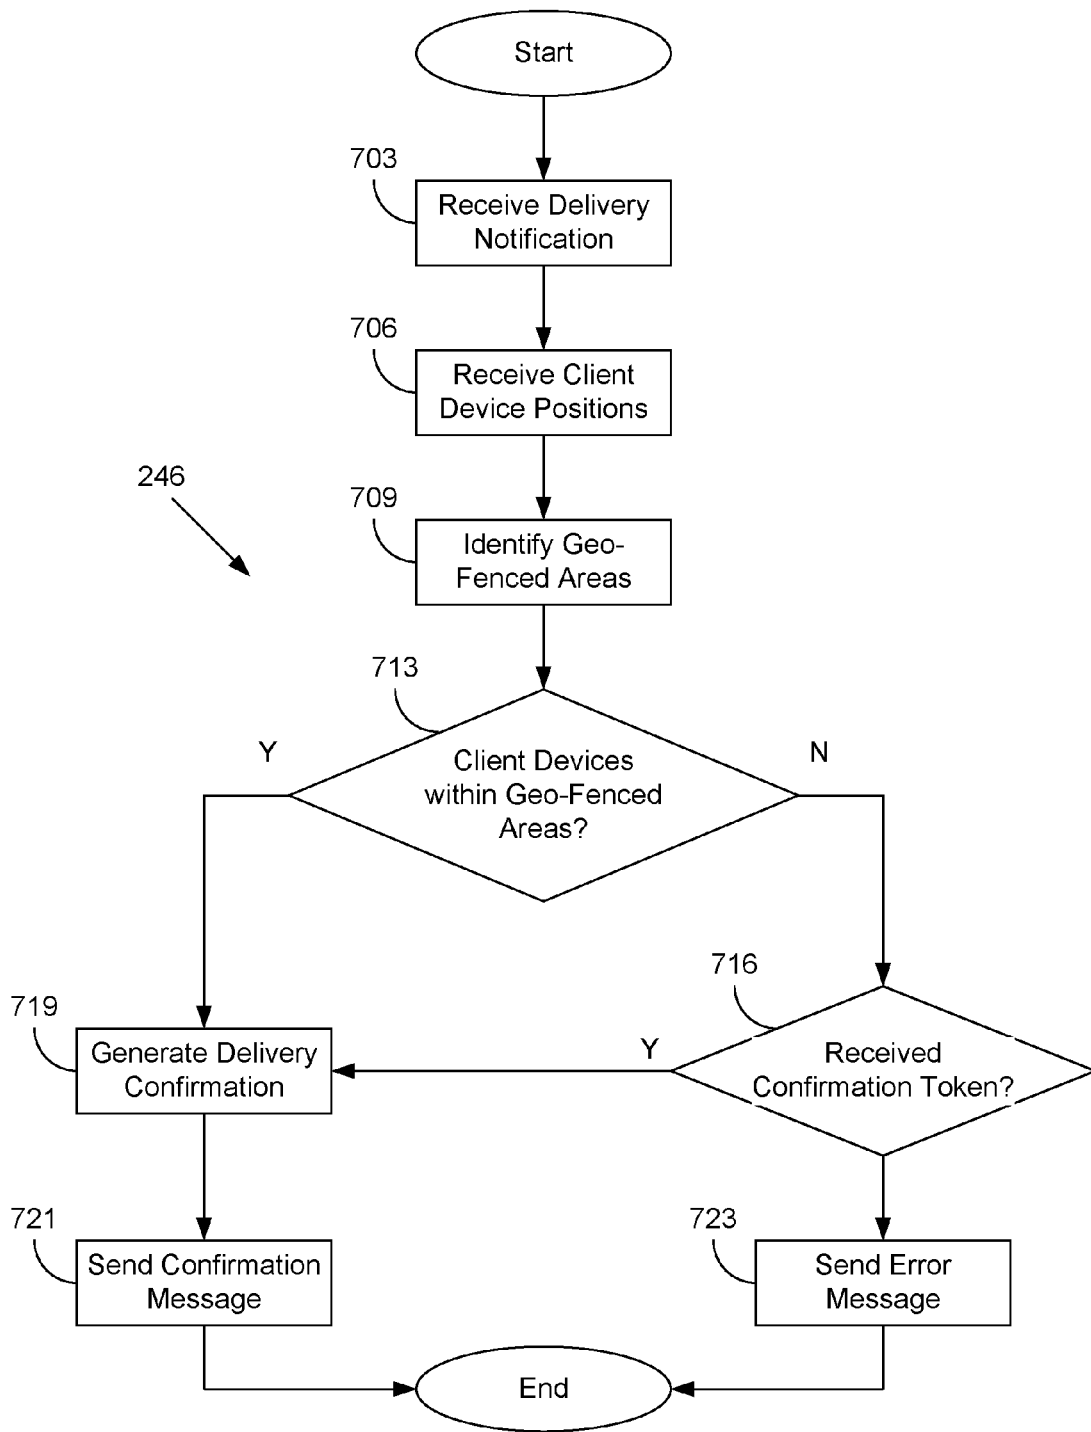 Start
703
Receive Delivery
Notification
706
Receive Client
Device Positions
246
709
Identify Geo-
Fenced Areas
713
Y
N
Client Devices
within Geo-Fenced
Areas?
716
719
Generate Delivery
Confirmation
Y
Received
Confirmation Token?
721
Send Confirmation
Message
723
Send Error
Message
End